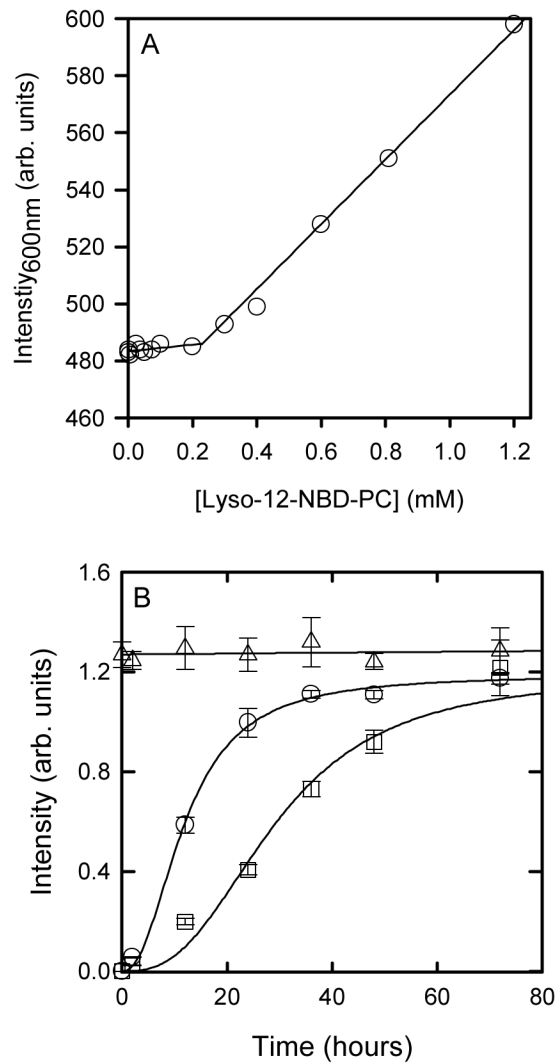 A
600
580
560
540
520
500
480
460
Intenstiy600nm (arb. units)
0.0 0.2 0.4 0.6 0.8 1.0 1.2
[Lyso-12-NBD-PC] (mM)
B
1.6
1.2
0.8
0.4
0.0
Intensity (arb. units)
0 20 40 60 80
Time (hours)